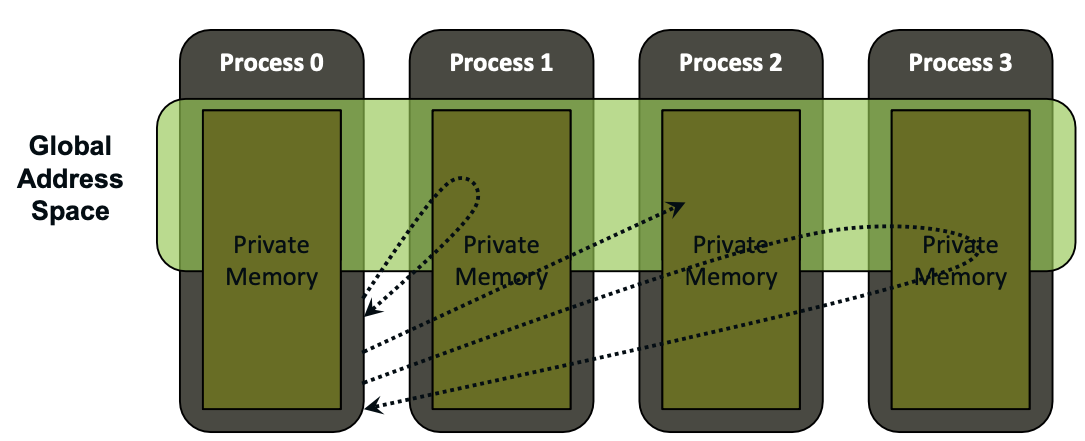 Process 0
Process 1
Process 2
Process 3
Global
Address
Space
Private
Memory
Private
Memory
Private
Memory
Private
Memory